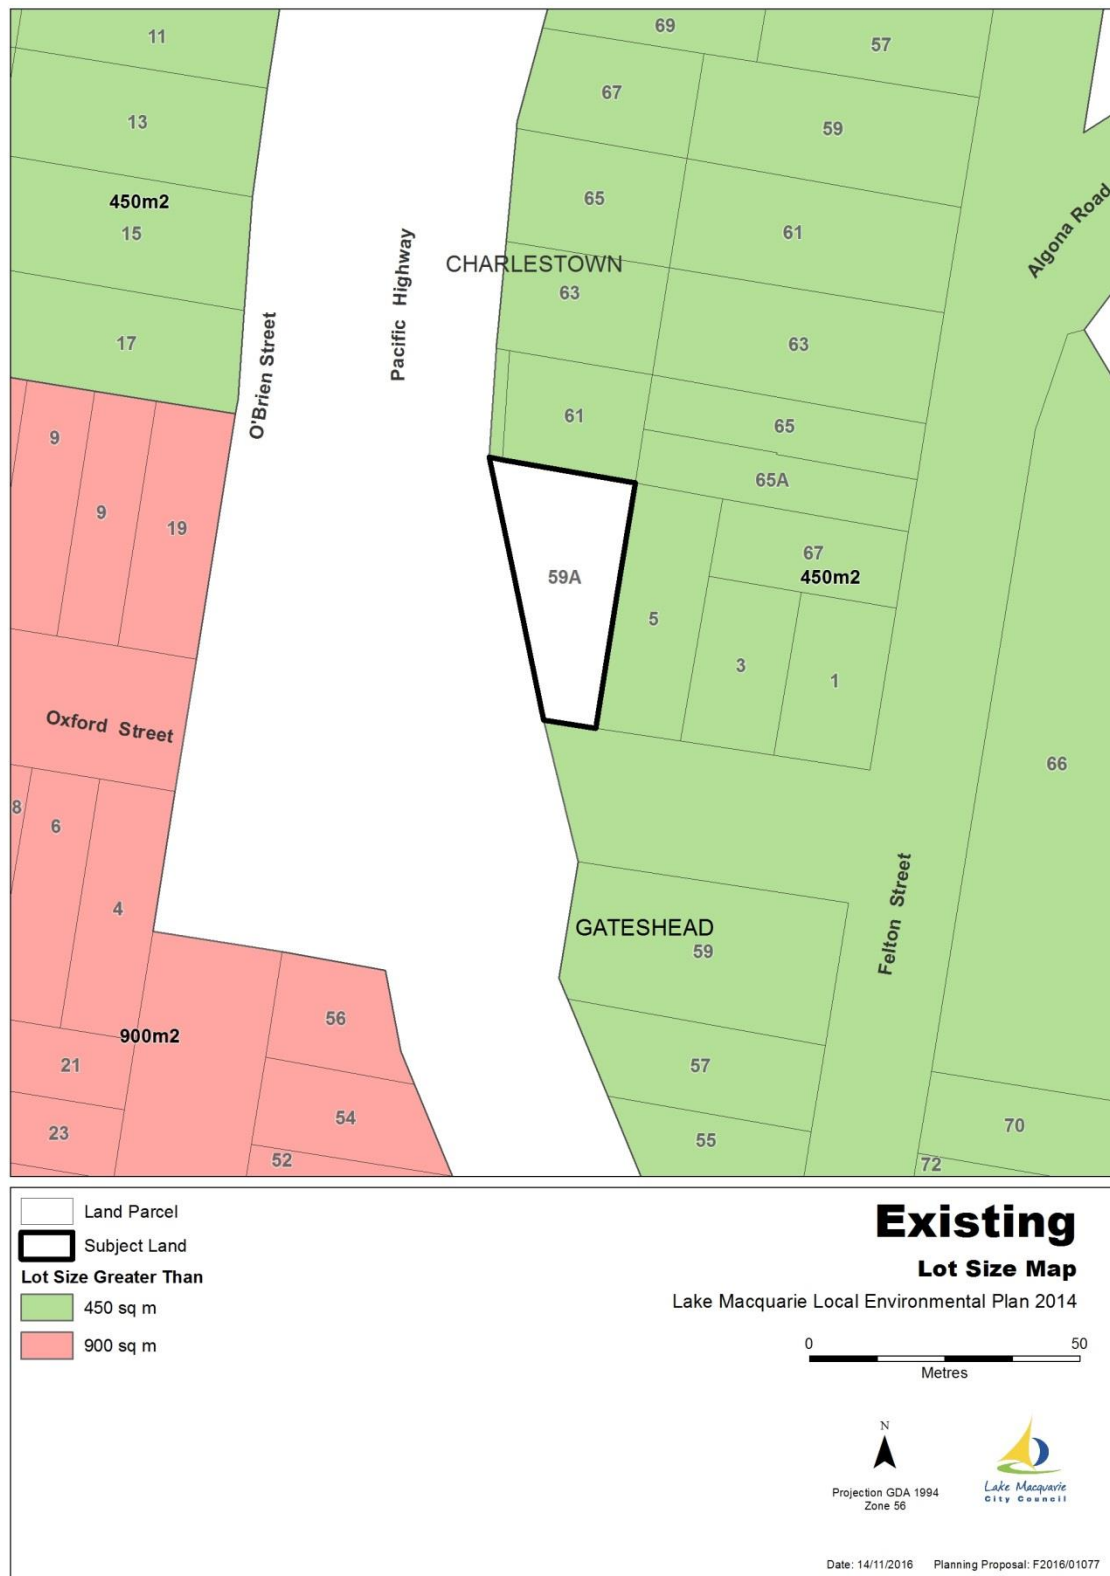 11
69
57
67
13
59
450m2
65
15
61
Algona Road
Pacific Highway
CHARLESTOWN
63
17
O'Brien Street
63
61
65
9
65A
9
19
67
450m2
59A
5
3
1
Oxford Street
66
8
6
4
Felton Street
GATESHEAD
59
56
900m2
21
57
54
70
23
55
52
72
Land Parcel
Subject Land
Lot Size Greater Than
450 sq m
900 sq m
Existing
Lot Size Map
Lake Macquarie Local Environmental Plan 2014
0 50
Metres
N
Projection GDA 1994
Zone 56
Lake Macquarie
City Council
Date: 14/11/2016 Planning Proposal: F2016/01077